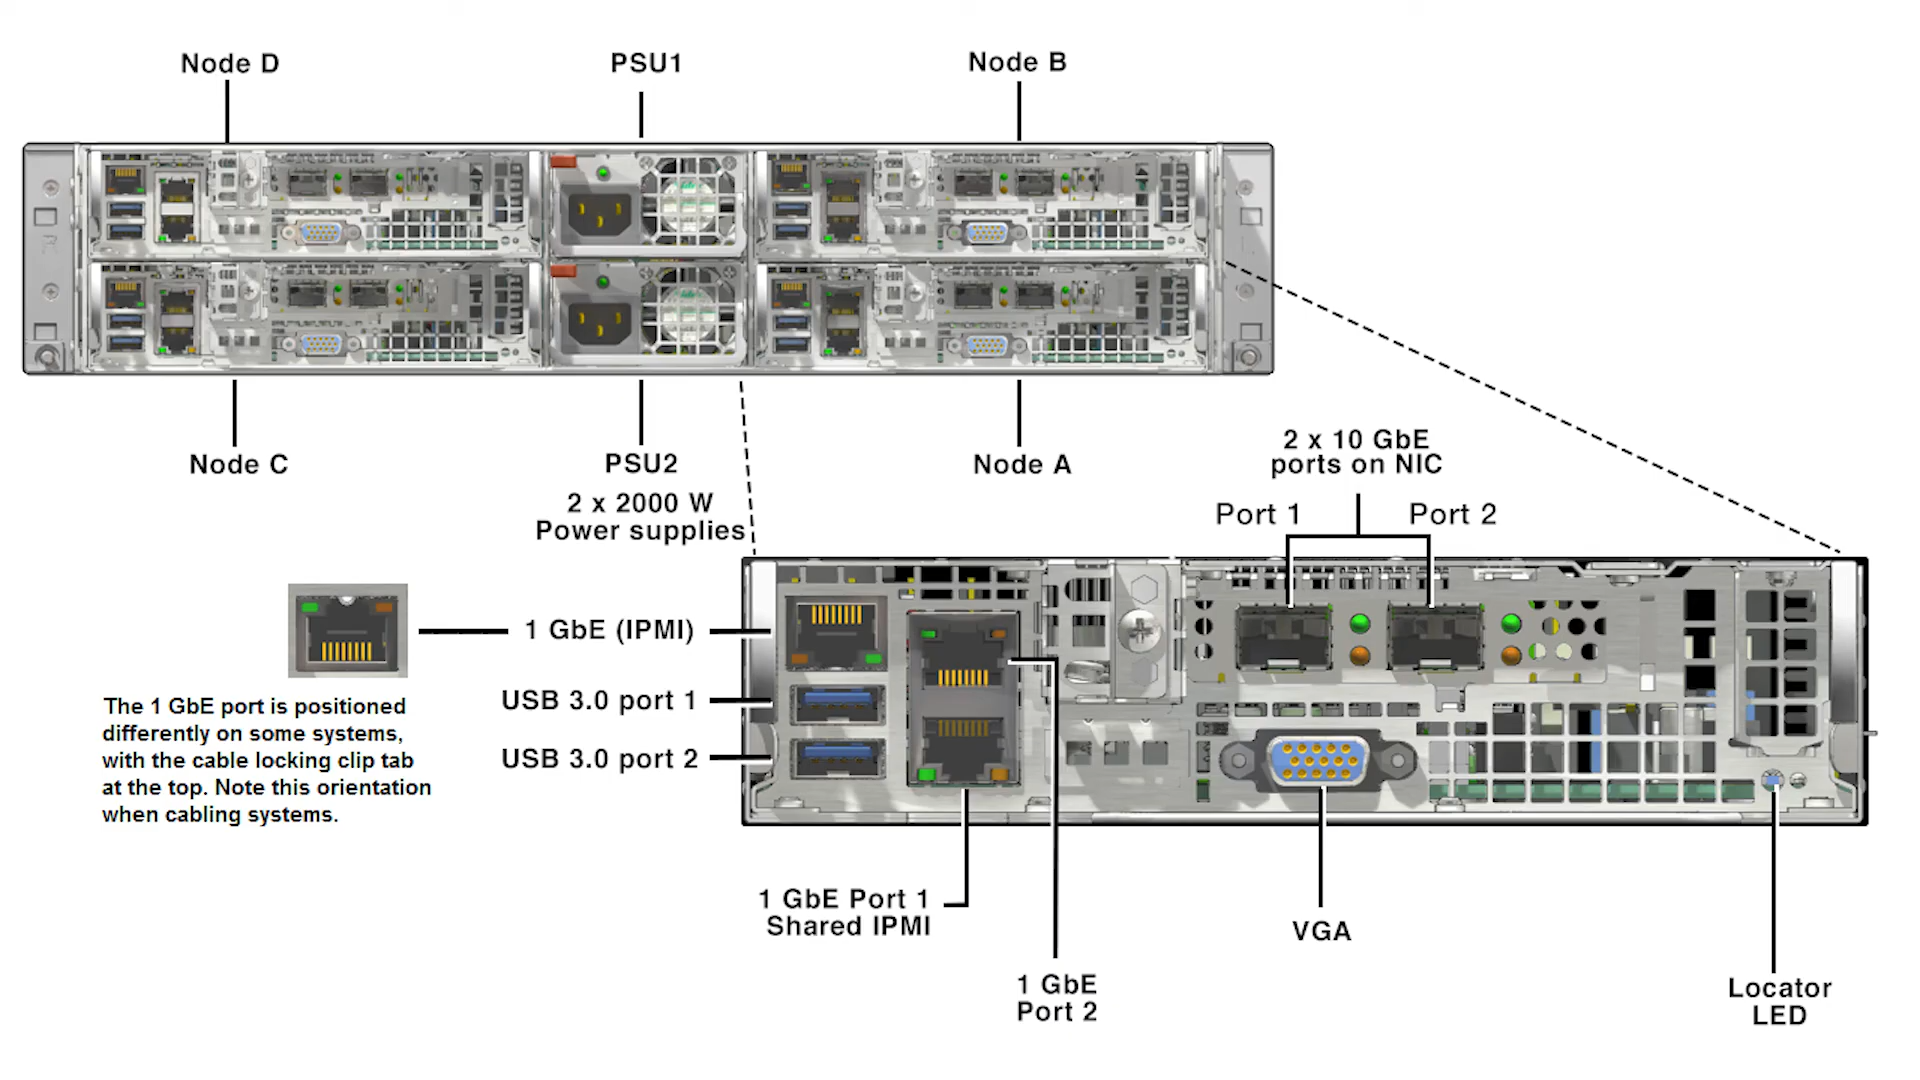 Node D
PSU1
Node B
Node C
PSU2
2 x 2000 W
Power supplies
Node A
2 x 10 GbE
ports on NIC
Port 1
Port 2
1 GbE (IPMI)
USB 3.0 port 1
USB 3.0 port 2
The 1 GbE port is positioned
differently on some systems,
with the cable locking clip tab
at the top. Note this orientation
when cabling systems.
1 GbE Port 1
Shared IPMI
1 GbE
Port 2
VGA
Locator
LED